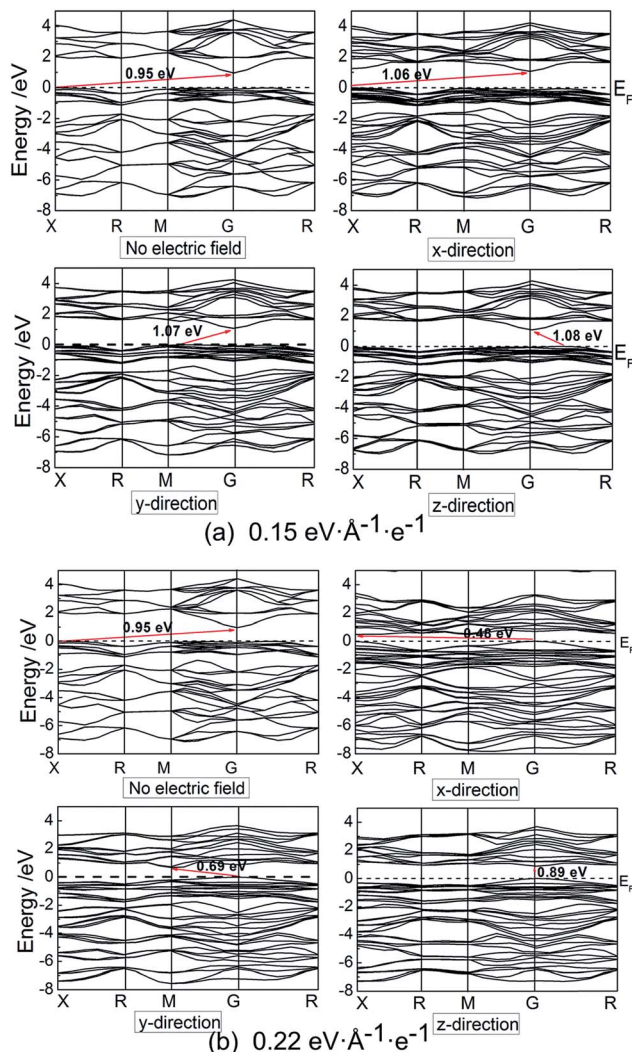 Energy /eV
4
2
0
-2
-4
-6
-8
0.95 eV
X R M G R
No electric field
4
2
0
-2
-4
-6
-8
1.06 eV
E_F
X R M G R
x-direction
Energy /eV
4
2
0
-2
-4
-6
-8
1.07 eV
X R M G R
y-direction
4
2
0
-2
-4
-6
-8
1.08 eV
E_F
X R M G R
z-direction
(a) 0.15 eV·Å⁻¹·e⁻¹
Energy /eV
4
2
0
-2
-4
-6
-8
0.95 eV
X R M G R
No electric field
4
2
0
-2
-4
-6
-8
0.48 eV
E_F
X R M G R
x-direction
Energy /eV
4
2
0
-2
-4
-6
-8
0.69 eV
X R M G R
y-direction
4
2
0
-2
-4
-6
-8
0.89 eV
E_F
X R M G R
z-direction
(b) 0.22 eV·Å⁻¹·e⁻¹